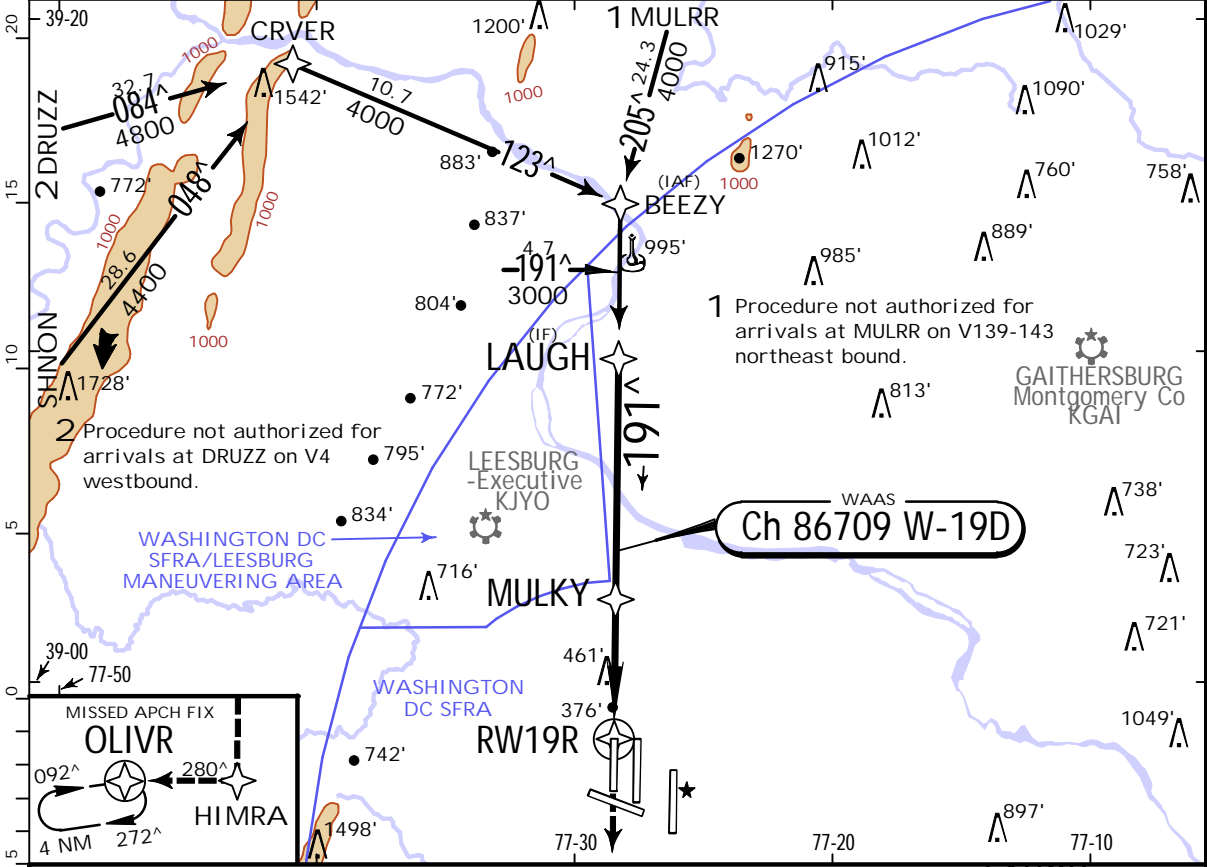 20
39-20
CRVER
1200'
1 MULRR
1029'
1000
32.7
084^
4800
2 DRUZZ
1542'
10.7
4000
1000
24.3
4000
205^
915'
1090'
1012'
883'
123^
1270'
1000
760'
758'
15
772'
048^
(IAF)
BEEZY
1000
1000
837'
995'
889'
28.6
4400
4.7
191^
3000
985'
804'
1 Procedure not authorized for
arrivals at MULRR on V139-143
northeast bound.
1000
10
SHNON
(IF)
LAUGH
GAITHERSBURG
Montgomery Co
KGAI
1728'
772'
191^
813'
2 Procedure not authorized for
arrivals at DRUZZ on V4
westbound.
795'
LEESBURG
-Executive
KJYO
738'
834'
WAAS
Ch 86709 W-19D
5
WASHINGTON DC
SFRA/LEESBURG
MANEUVERING AREA
723'
716'
MULKY
721'
39-00
77-50
461'
0
WASHINGTON
DC SFRA
376'
MISSED APCH FIX
OLIVR
RW19R
1049'
092^
280^
742'
HIMRA
4 NM
272^
1498'
897'
5
77-30
77-20
77-10